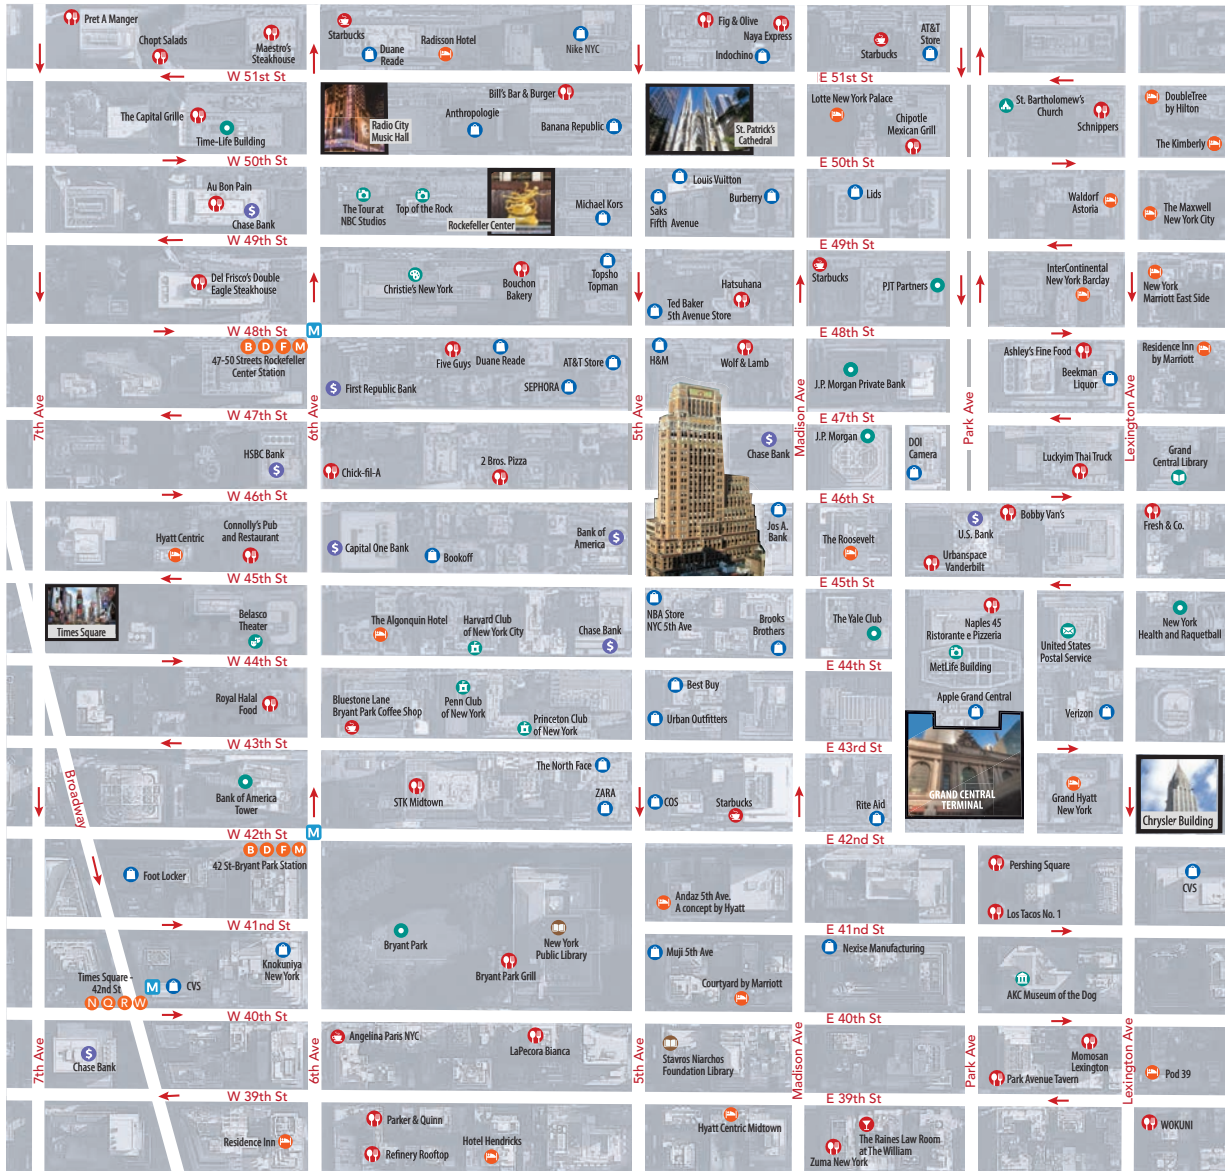 Pret A Manger
Chopt Salads
Maestro's
Steakhouse
Starbucks
Duane
Reade
Radisson Hotel
Nike NYC
Fig & Olive
Naya Express
Indochino
Starbucks
AT&T
Store
W 51st St
E 51st St
The Capital Grille
Time-Life Building
Radio City
Music Hall
Bill's Bar & Burger
Anthropologie
Banana Republic
St. Patrick's
Cathedral
Lotte New York Palace
Chipotle
Mexican Grill
St. Bartholomew's
Church
Schnippers
DoubleTree
by Hilton
The Kimberly
W 50th St
E 50th St
Au Bon Pain
$
Chase Bank
The Tour at
NBC Studios
Top of the Rock
Rockefeller Center
Michael Kors
Louis Vuitton
Saks
Fifth Avenue
Burberry
Lids
Waldorf
Astoria
The Maxwell
New York City
W 49th St
E 49th St
Del Frisco's Double
Eagle Steakhouse
Christie's New York
Bouchon
Bakery
Topsho
Topman
Hatsuhana
Ted Baker
5th Avenue Store
Starbucks
PJT Partners
InterContinental
New York Barclay
New York
Marriott East Side
W 48th St
M
E 48th St
B D F M
47-50 Streets Rockefeller
Center Station
Five Guys
Duane Reade
AT&T Store
$
First Republic Bank
SEPHORA
H&M
Wolf & Lamb
J.P. Morgan Private Bank
Ashley's Fine Food
Beekman
Liquor
Residence Inn
by Marriott
7th Ave
6th Ave
5th Ave
Madison Ave
Park Ave
Lexington Ave
W 47th St
E 47th St
HSBC Bank
$
Chick-fil-A
2 Bros. Pizza
$
Chase Bank
J.P. Morgan
DOI
Camera
Luckyim Thai Truck
Grand
Central Library
W 46th St
E 46th St
Hyatt Centric
Connolly's Pub
and Restaurant
$
Capital One Bank
Bookoff
Bank of
America
$
Jos A.
Bank
The Roosevelt
$
U.S. Bank
Bobby Van's
Urbanspace
Vanderbilt
Fresh & Co.
W 45th St
E 45th St
Times Square
Belasco
Theater
The Algonquin Hotel
Harvard Club
of New York City
Chase Bank
$
NBA Store
NYC 5th Ave
Brooks
Brothers
The Yale Club
Naples 45
Ristorante e Pizzeria
MetLife Building
United States
Postal Service
New York
Health and Raquetball
W 44th St
E 44th St
Royal Halal
Food
Bluestone Lane
Bryant Park Coffee Shop
Penn Club
of New York
Princeton Club
of New York
Best Buy
Urban Outfitters
Apple Grand Central
Verizon
W 43rd St
E 43rd St
Broadway
Bank of America
Tower
STK Midtown
The North Face
ZARA
COS
Starbucks
Rite Aid
GRAND CENTRAL
TERMINAL
Grand Hyatt
New York
Chrysler Building
W 42nd St
M
E 42nd St
B D F M
42 St-Bryant Park Station
Foot Locker
Andaz 5th Ave.
A concept by Hyatt
Pershing Square
Los Tacos No. 1
CVS
W 41nd St
E 41nd St
Bryant Park
New York
Public Library
Bryant Park Grill
Knokuniya
New York
Times Square -
42nd St
M
CVS
N Q R W
Muji 5th Ave
Courtyard by Marriott
Nexise Manufacturing
AKC Museum of the Dog
W 40th St
E 40th St
7th Ave
6th Ave
5th Ave
Madison Ave
Park Ave
Lexington Ave
$
Chase Bank
Angelina Paris NYC
LaPecora Bianca
Stavros Niarchos
Foundation Library
Momosan
Lexington
Park Avenue Tavern
Pod 39
W 39th St
E 39th St
Residence Inn
Parker & Quinn
Refinery Rooftop
Hotel Hendricks
Hyatt Centric Midtown
The Raines Law Room
at The William
Zuma New York
WOKUNI